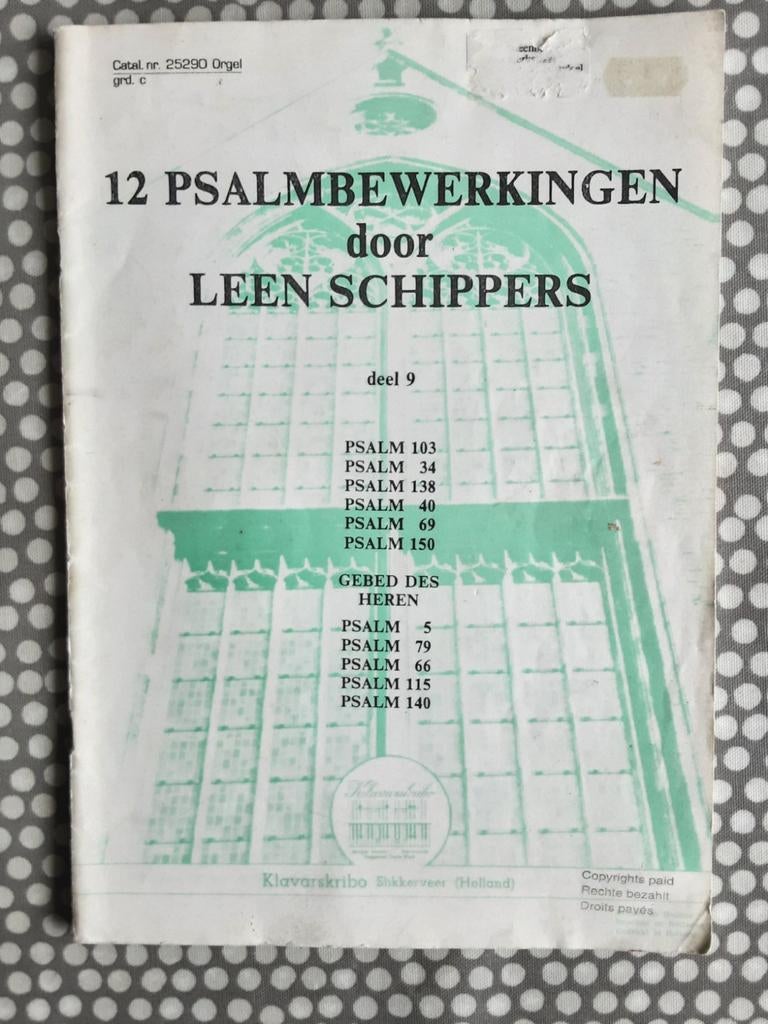 Catal. nr. 25290 Orgel
grd. c
12 PSALMBEWERKINGEN
door
LEEN SCHIPPERS
deel 9
PSALM 103
PSALM 34
PSALM 138
PSALM 40
PSALM 69
PSALM 150
GEBED DES
HEREN
PSALM 5
PSALM 79
PSALM 66
PSALM 115
PSALM 140
Klavarskribo
Klavarskribo Slikkerveer (Holland)
Copyrights paid
Rechte bezahlt
Droits payés